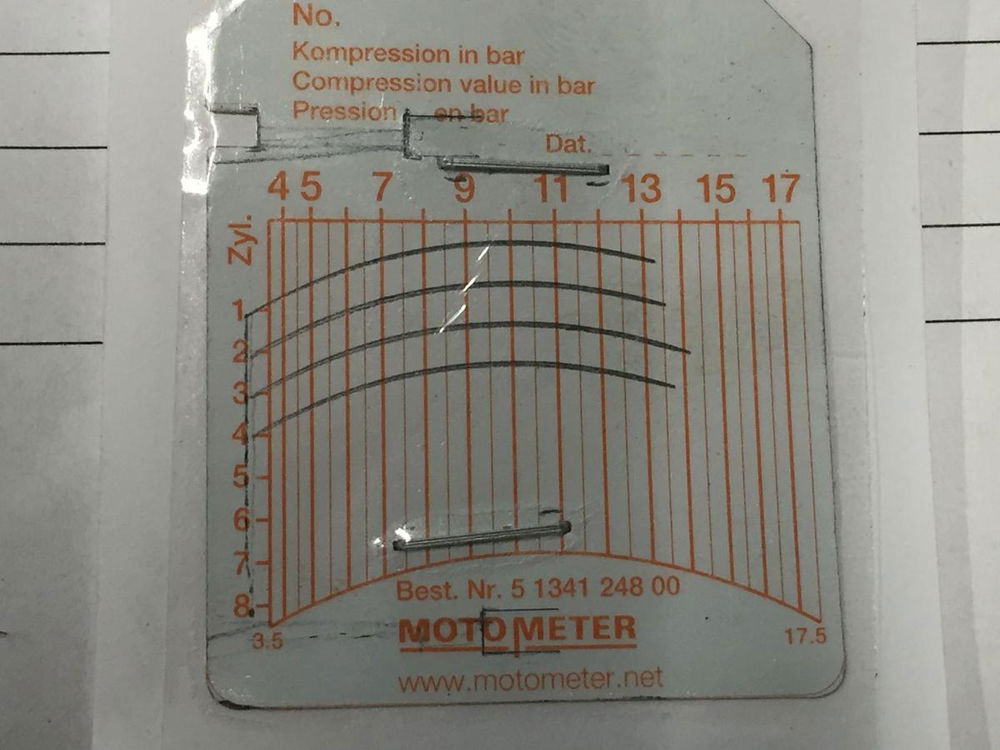 No.
Kompression in bar
Compression value in bar
Pression en bar
Dat.
4 5 7 9 11 13 15 17
Zyl.
1
2
3
4
5
6
7
8
3.5
17.5
Best. Nr. 5 1341 248 00
MOTOMETER
www.motometer.net